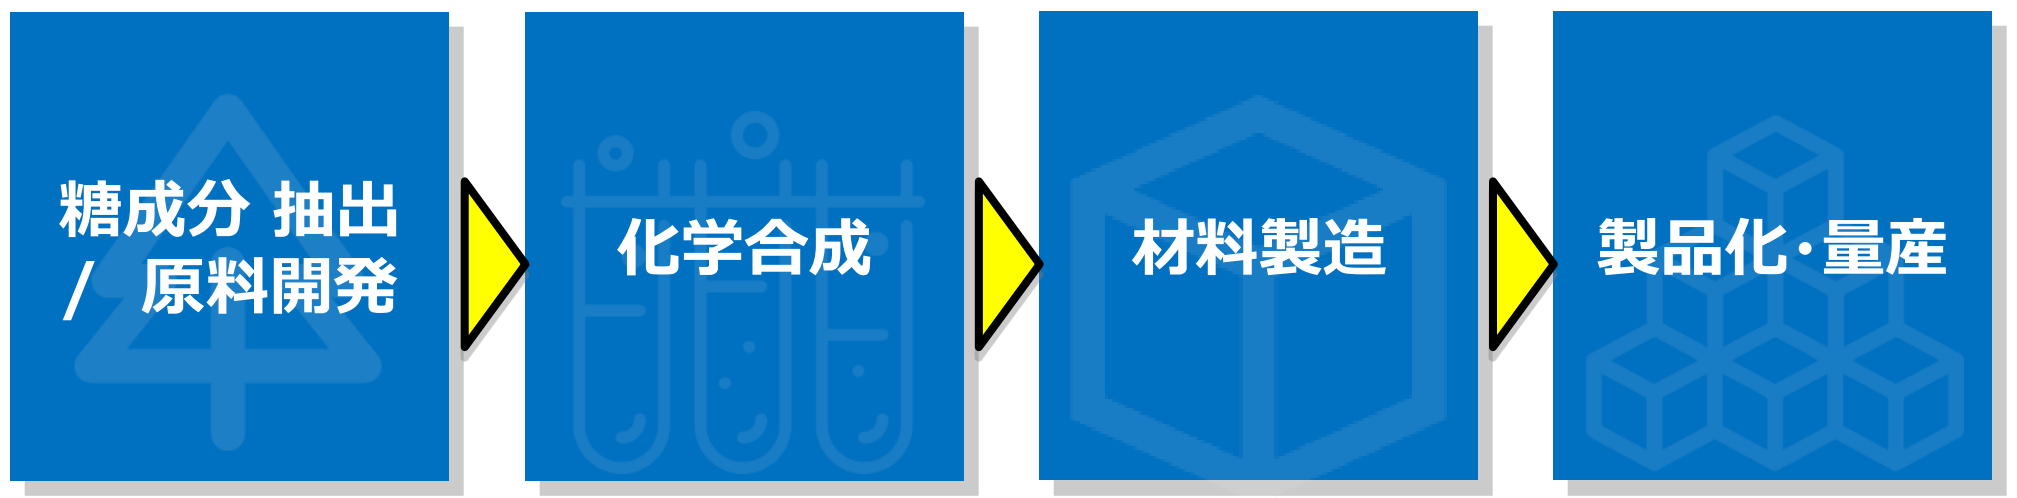 糖成分 抽出
/ 原料開発
化学合成
材料製造
製品化・量産